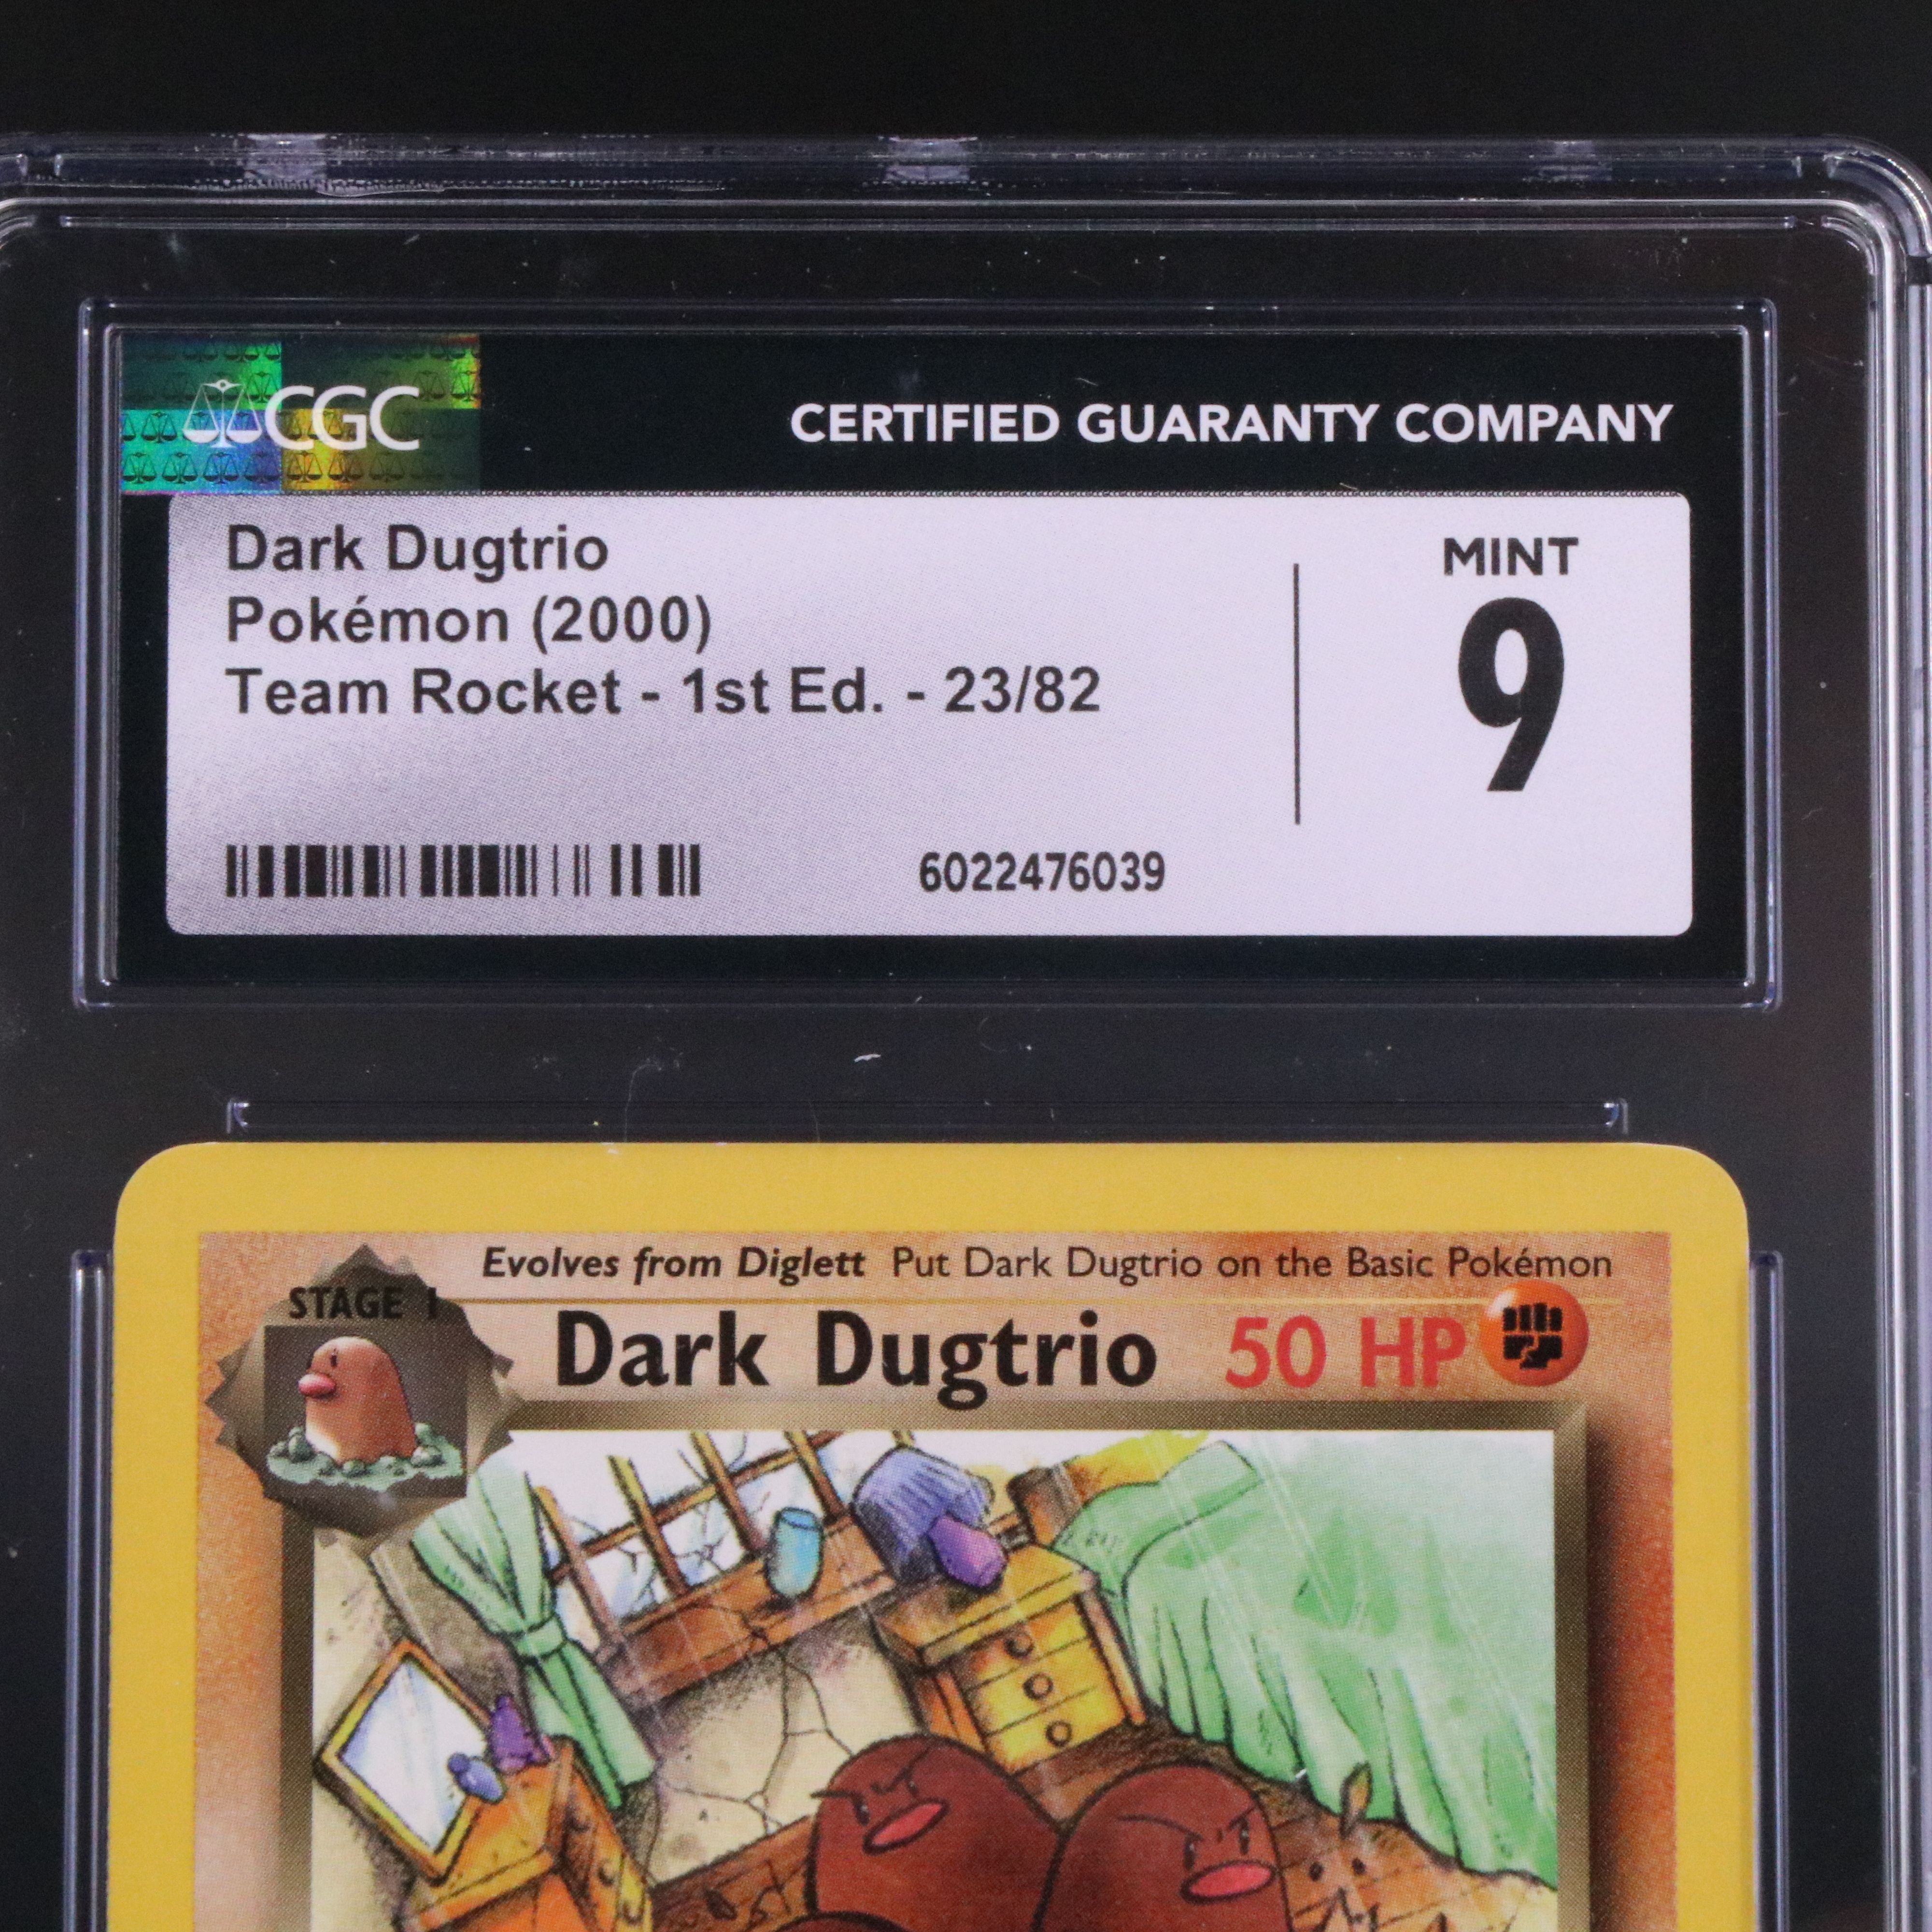 CGC
CERTIFIED GUARANTY COMPANY
Dark Dugtrio
Pokémon (2000)
Team Rocket - 1st Ed. - 23/82
MINT
9
6022476039
Evolves from Diglett Put Dark Dugtrio on the Basic Pokémon
STAGE 1
Dark Dugtrio 50 HP